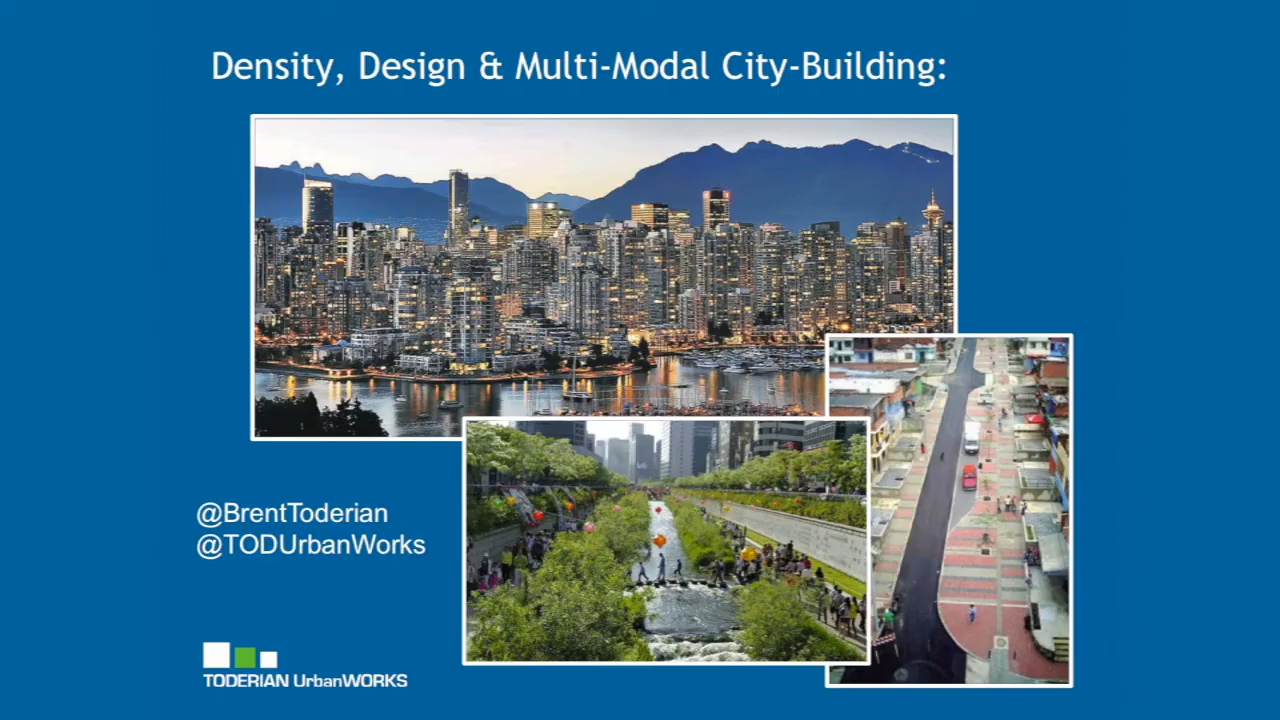 Density, Design & Multi-Modal City-Building:
@BrentToderian
@TODUrbanWorks
TODERIAN UrbanWORKS